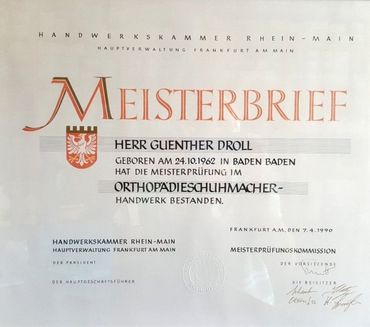 HANDWERKSKAMMER RHEIN-MAIN
HAUPTVERWALTUNG FRANKFURT AM MAIN
MEISTERBRIEF
HERR GUENTHER DROLL
GEBOREN AM 24.10.1962 IN BADEN BADEN
HAT DIE MEISTERPRÜFUNG IM
ORTHOPÄDIESCHUHMACHER-
HANDWERK BESTANDEN.
FRANKFURT A.M. DEN 7.4.1990
HANDWERKSKAMMER RHEIN-MAIN
HAUPTVERWALTUNG FRANKFURT AM MAIN
DER PRÄSIDENT
DER HAUPTGESCHÄFTSFÜHRER
MEISTERPRÜFUNGSKOMMISSION
DER VORSITZENDE
DIE BEISITZER